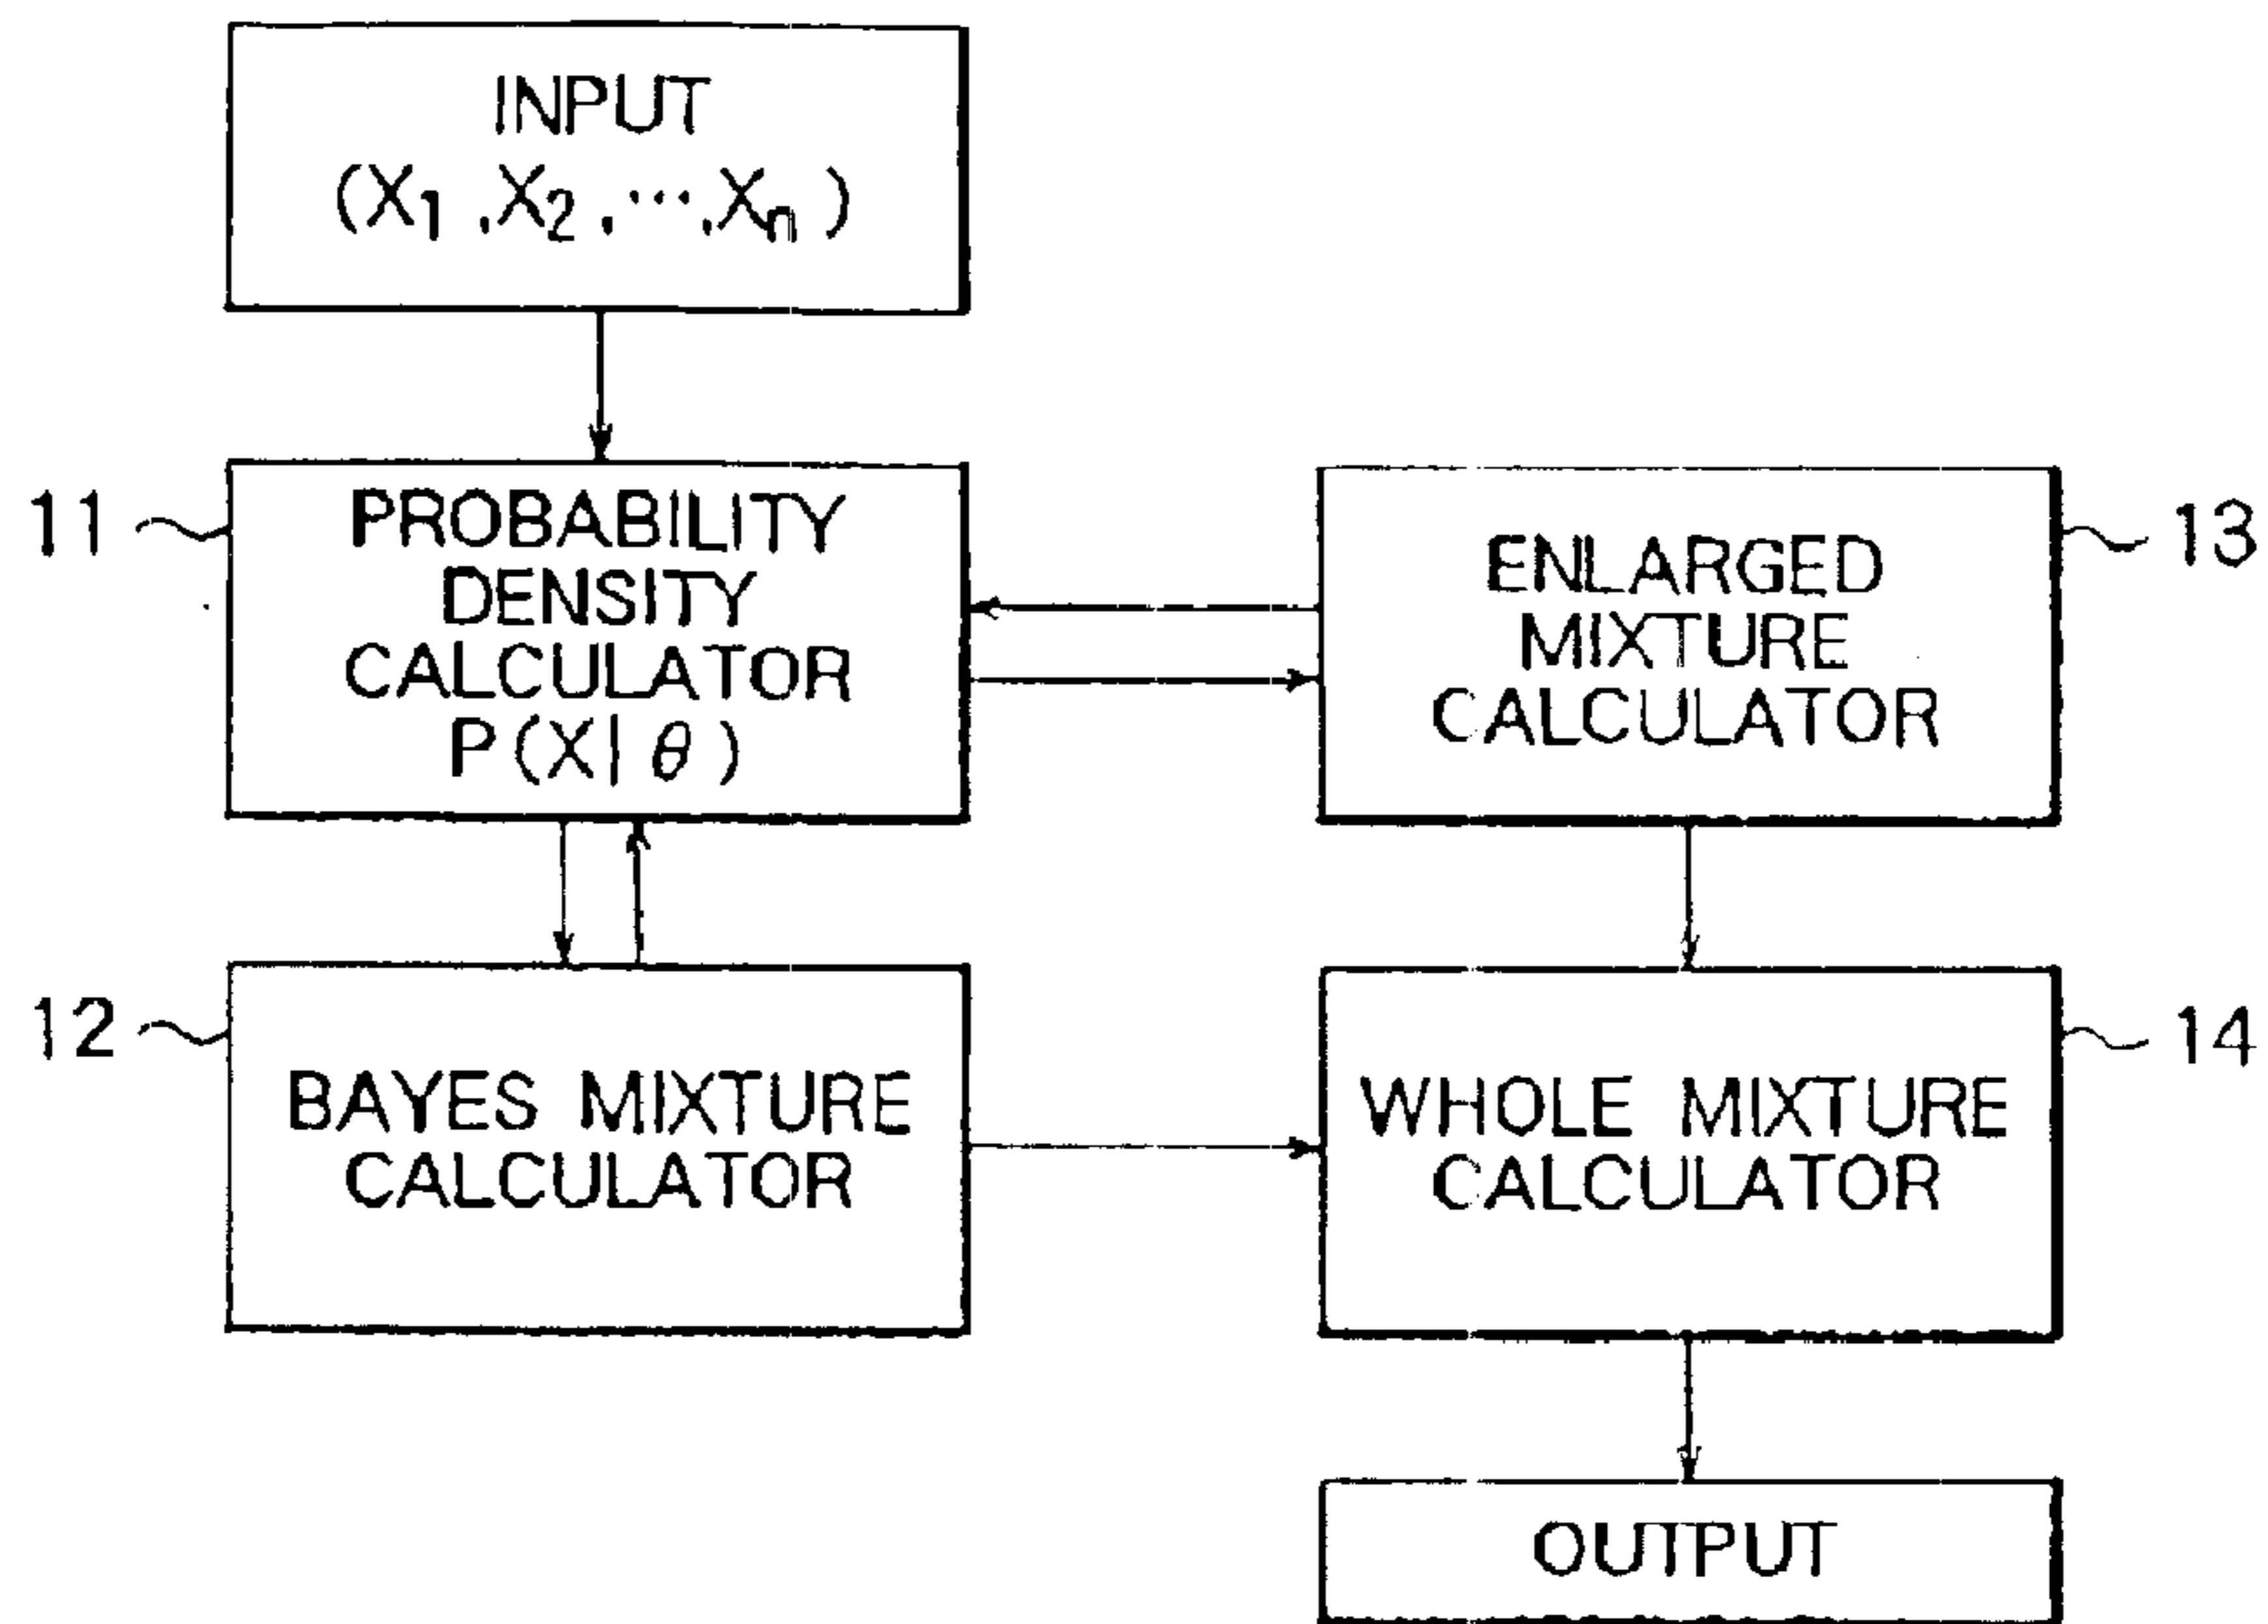 INPUT
(X1 ,X2 ,···,Xn )
11
PROBABILITY
DENSITY
CALCULATOR
P(X| θ )
13
ENLARGED
MIXTURE
CALCULATOR
12
BAYES MIXTURE
CALCULATOR
14
WHOLE MIXTURE
CALCULATOR
OUTPUT